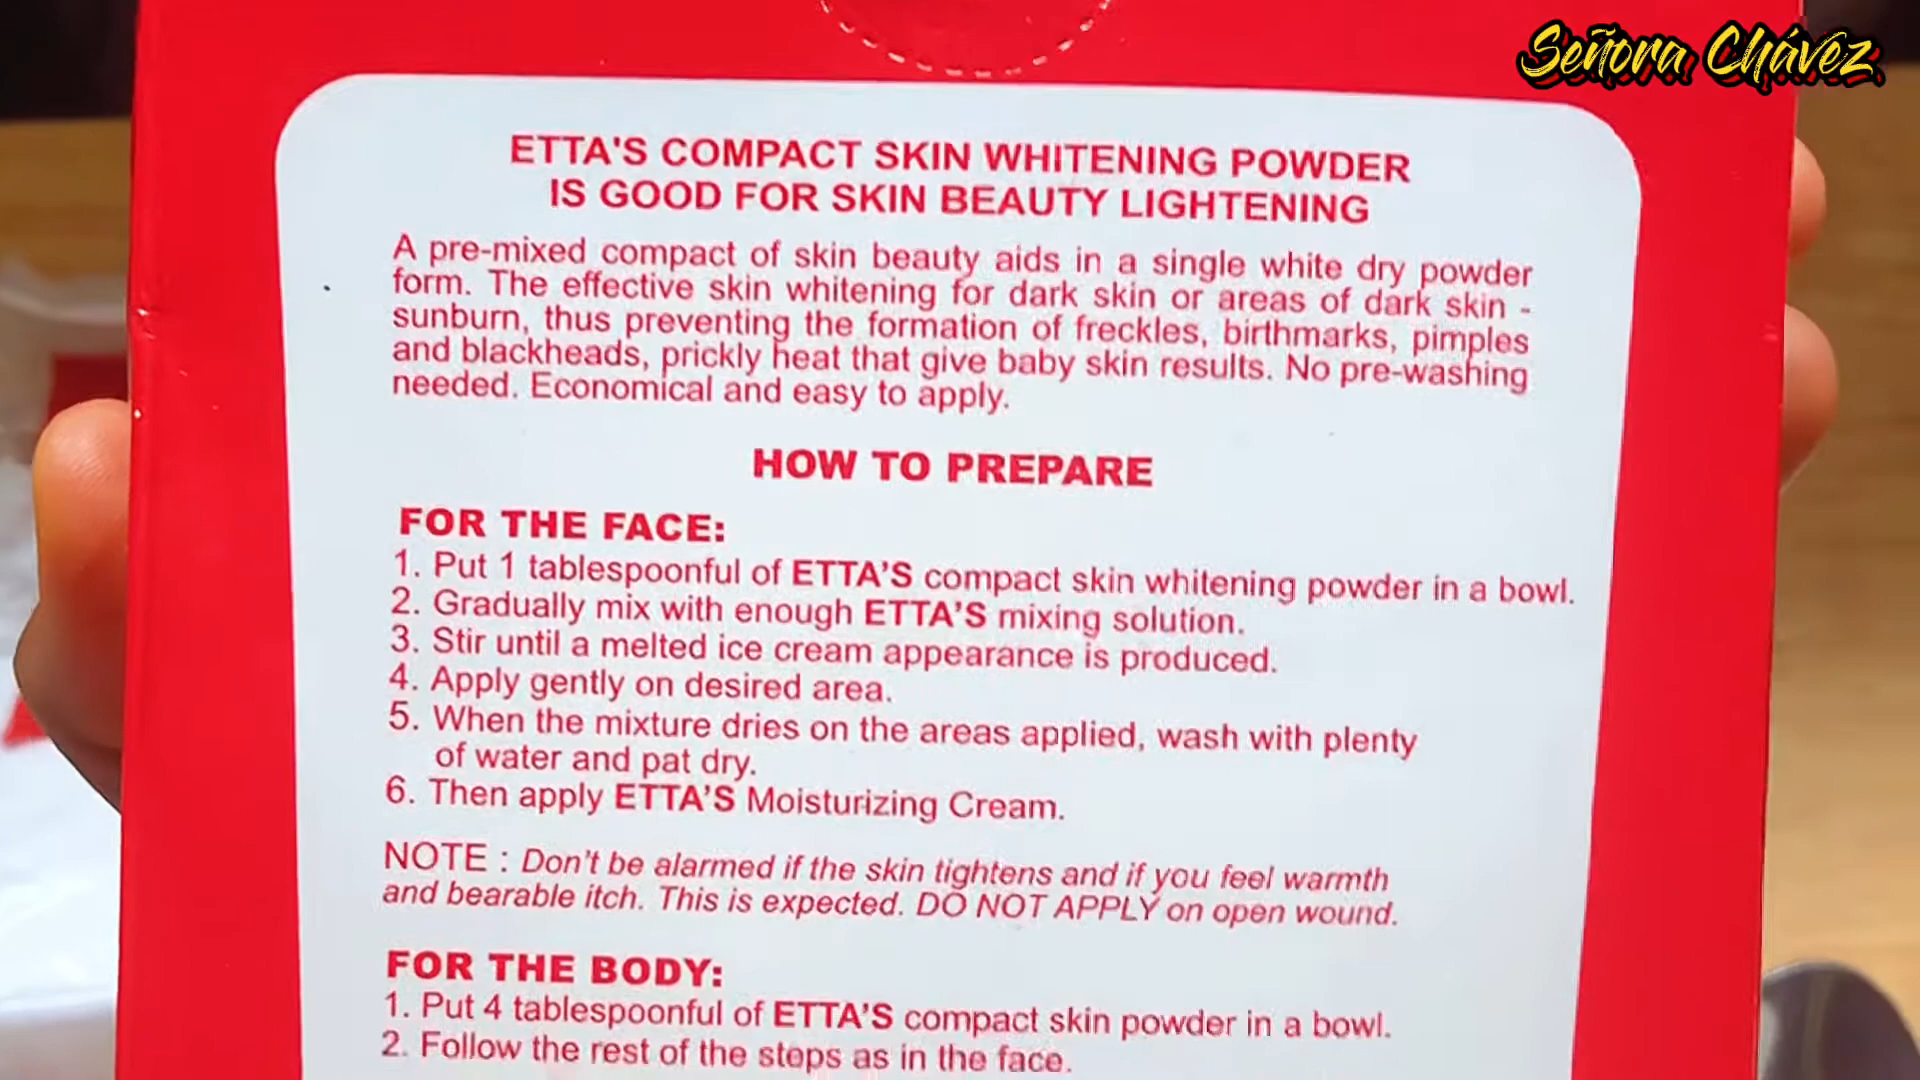 Señora Chávez
ETTA'S COMPACT SKIN WHITENING POWDER
IS GOOD FOR SKIN BEAUTY LIGHTENING
A pre-mixed compact of skin beauty aids in a single white dry powder
form. The effective skin whitening for dark skin or areas of dark skin -
sunburn, thus preventing the formation of freckles, birthmarks, pimples
and blackheads, prickly heat that give baby skin results. No pre-washing
needed. Economical and easy to apply.
HOW TO PREPARE
FOR THE FACE:
1. Put 1 tablespoonful of ETTA'S compact skin whitening powder in a bowl.
2. Gradually mix with enough ETTA'S mixing solution.
3. Stir until a melted ice cream appearance is produced.
4. Apply gently on desired area.
5. When the mixture dries on the areas applied, wash with plenty
of water and pat dry.
6. Then apply ETTA'S Moisturizing Cream.
NOTE : Don't be alarmed if the skin tightens and if you feel warmth
and bearable itch. This is expected. DO NOT APPLY on open wound.
FOR THE BODY:
1. Put 4 tablespoonful of ETTA'S compact skin powder in a bowl.
2. Follow the rest of the steps as in the face.